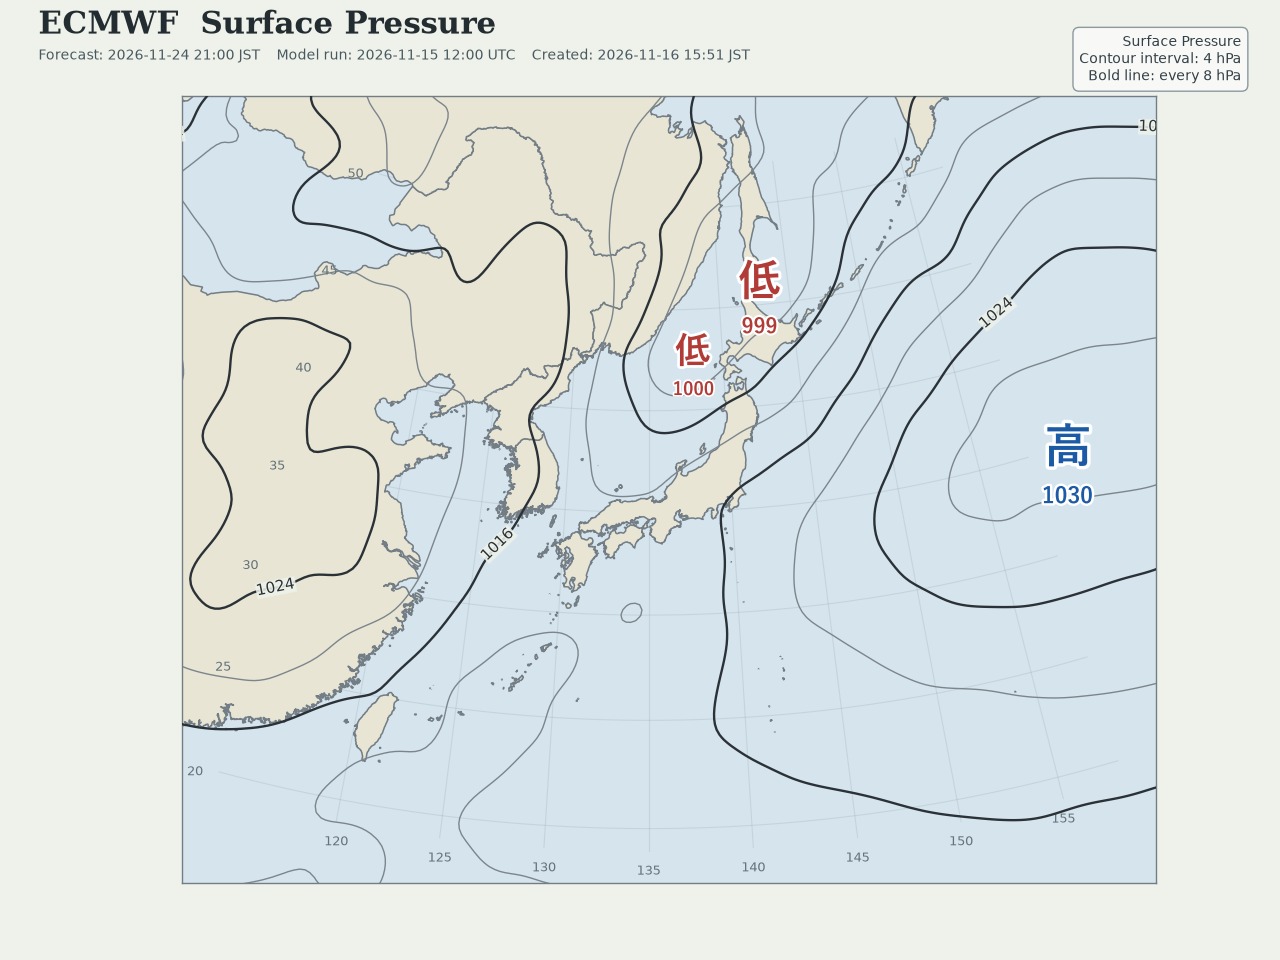 ECMWF  Surface Pressure
Forecast: 2026-11-24 21:00 JST    Model run: 2026-11-15 12:00 UTC    Created: 2026-11-16 15:51 JST
Surface Pressure
Contour interval: 4 hPa
Bold line: every 8 hPa
10
50
45
低
999
1024
低
1000
40
高
1030
35
1016
30
1024
25
20
155
120
125
130
135
140
145
150